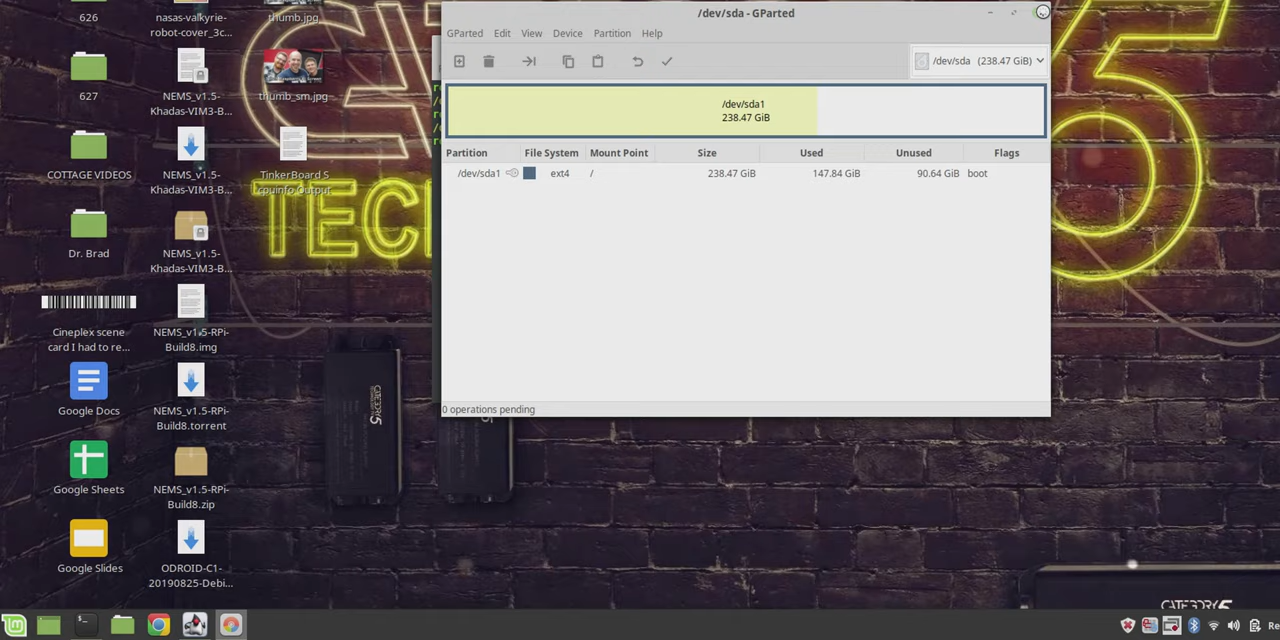 626
nasas-valkyrie-
robot-cover_3c...
thumb.jpg
627
NEMS_v1.5-
Khadas-VIM3-B...
thumb_sm.jpg
COTTAGE VIDEOS
NEMS_v1.5-
Khadas-VIM3-B...
TinkerBoard S
cpuinfo Output
TECH
5
Dr. Brad
NEMS_v1.5-
Khadas-VIM3-B...
Cineplex scene
card I had to re...
NEMS_v1.5-RPi-
Build8.img
Google Docs
NEMS_v1.5-RPi-
Build8.torrent
Google Sheets
NEMS_v1.5-RPi-
Build8.zip
Google Slides
ODROID-C1-
20190825-Debi...
/dev/sda - GParted
GParted Edit View Device Partition Help
/dev/sda (238.47 GiB)
/dev/sda1
238.47 GiB
Partition File System Mount Point Size Used Unused Flags
/dev/sda1 ext4 / 238.47 GiB 147.84 GiB 90.64 GiB boot
0 operations pending
CATEGORY5
CATEGORY5
Re